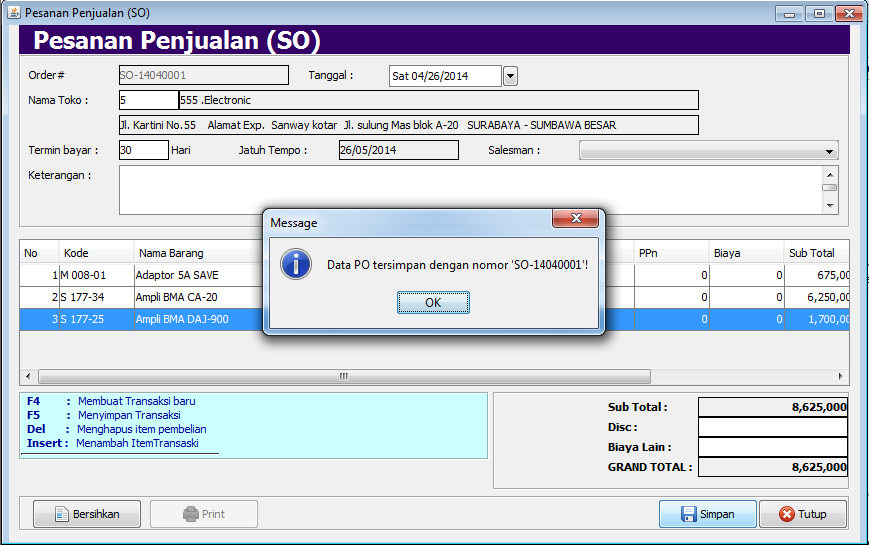 Pesanan Penjualan (SO)
Pesanan Penjualan (SO)
Order# SO-14040001 Tanggal : Sat 04/26/2014
Nama Toko : 5 555 .Electronic
Jl. Kartini No.55 Alamat Exp. Sanway kotar Jl. sulung Mas blok A-20 SURABAYA - SUMBAWA BESAR
Termin bayar : 30 Hari Jatuh Tempo : 26/05/2014 Salesman :
Keterangan :
Message
Data PO tersimpan dengan nomor 'SO-14040001'!
OK
No Kode Nama Barang PPn Biaya Sub Total
1 M 008-01 Adaptor 5A SAVE 0 0 675,00
2 S 177-34 Ampli BMA CA-20 0 0 6,250,00
3 S 177-25 Ampli BMA DAJ-900 0 0 1,700,00
F4 : Membuat Transaksi baru
F5 : Menyimpan Transaksi
Del : Menghapus item pembelian
Insert : Menambah ItemTransaski
Sub Total : 8,625,000
Disc :
Biaya Lain :
GRAND TOTAL : 8,625,000
Bersihkan Print Simpan Tutup